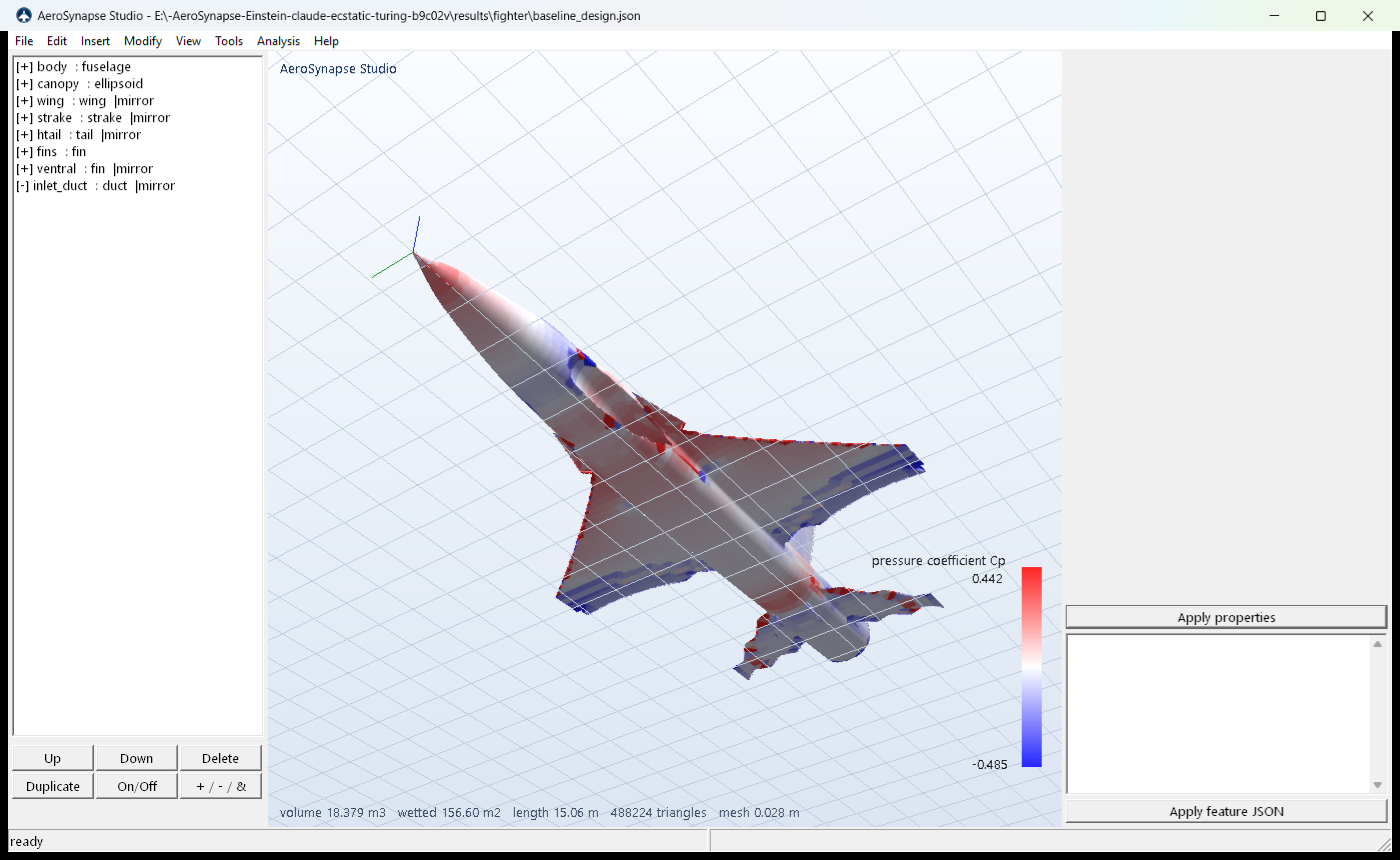 AeroSynapse Studio - E:\-AeroSynapse-Einstein-claude-ecstatic-turing-b9c02v\results\fighter\baseline_design.json
File Edit Insert Modify View Tools Analysis Help
[+] body : fuselage
[+] canopy : ellipsoid
[+] wing : wing |mirror
[+] strake : strake |mirror
[+] htail : tail |mirror
[+] fins : fin
[+] ventral : fin |mirror
[-] inlet_duct : duct |mirror
Up Down Delete
Duplicate On/Off + / - / &
AeroSynapse Studio
pressure coefficient Cp
0.442
-0.485
volume 18.379 m3 wetted 156.60 m2 length 15.06 m 488224 triangles mesh 0.028 m
Apply properties
Apply feature JSON
ready